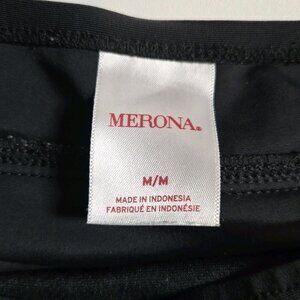 MERONA®
M/M
MADE IN INDONESIA
FABRIQUÉ EN INDONÉSIE